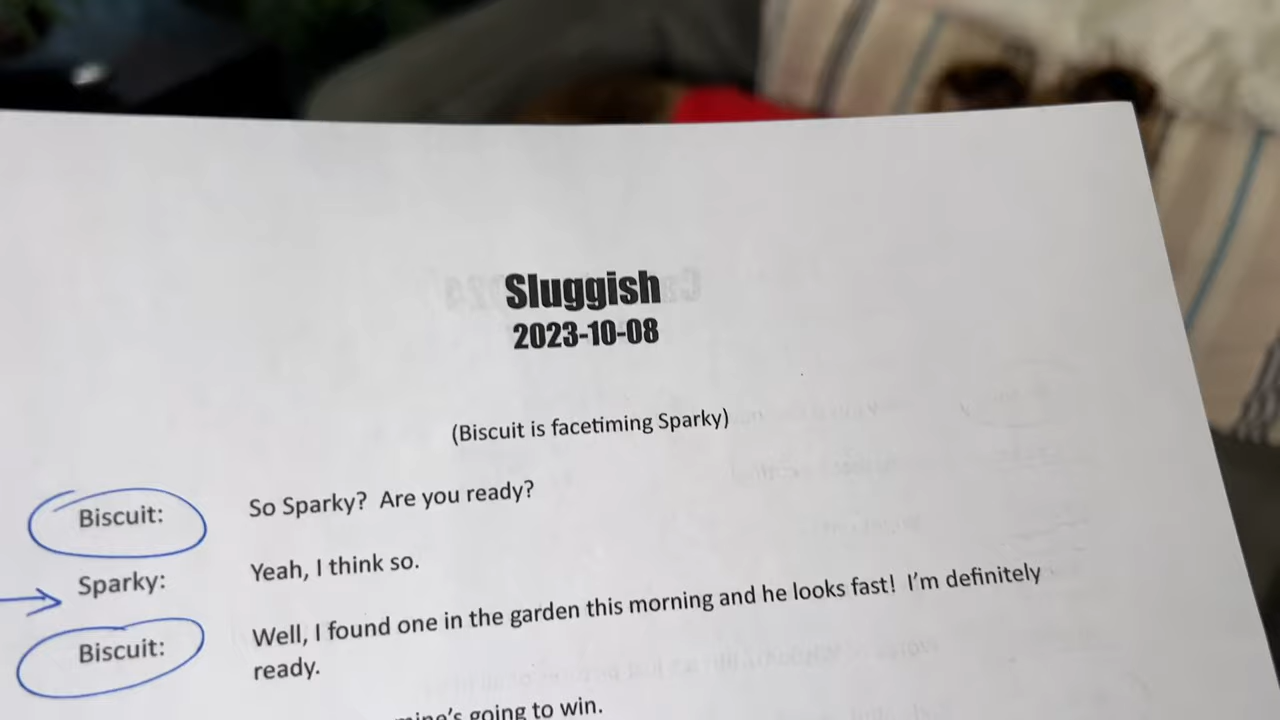 Sluggish
2023-10-08
(Biscuit is facetiming Sparky)
Biscuit: So Sparky? Are you ready?
Sparky: Yeah, I think so.
Biscuit: Well, I found one in the garden this morning and he looks fast! I'm definitely
ready.
going to win.